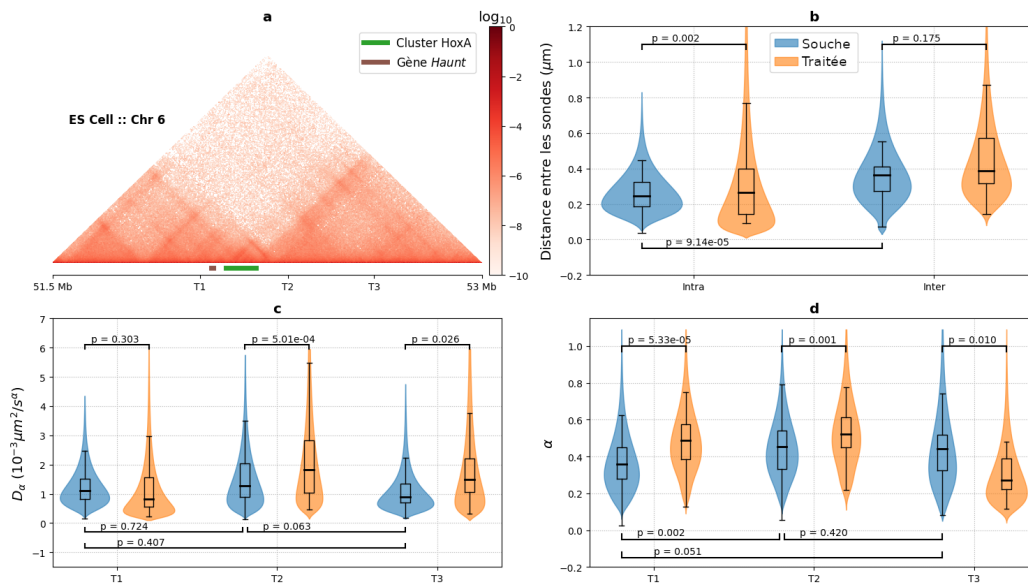 a
log10
0
−2
−4
−6
−8
−10
Cluster HoxA
Gène Haunt
ES Cell :: Chr 6
51.5 Mb
T1
T2
T3
53 Mb
b
Distance entre les sondes (μm)
1.2
1.0
0.8
0.6
0.4
0.2
0.0
−0.2
p = 0.002
p = 0.175
Souche
Traitée
p = 9.14e-05
Intra
Inter
c
Dα (10⁻³μm²/sᵅ)
7
6
5
4
3
2
1
0
−1
p = 0.303
p = 5.01e-04
p = 0.026
p = 0.724
p = 0.063
p = 0.407
T1
T2
T3
d
α
1.0
0.8
0.6
0.4
0.2
0.0
−0.2
p = 5.33e-05
p = 0.001
p = 0.010
p = 0.002
p = 0.420
p = 0.051
T1
T2
T3